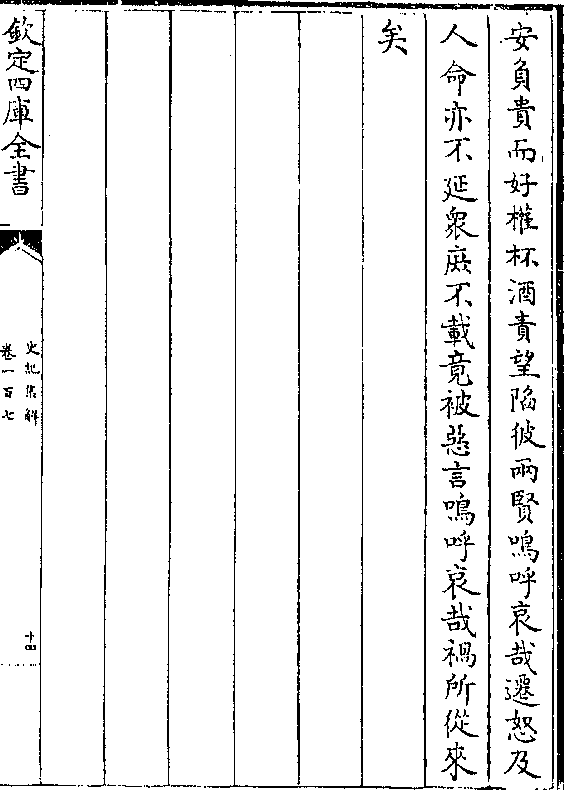 安負貴而好權杯酒責望陷彼兩賢嗚呼哀哉遷怒及
人命亦不延衆庶不載竟被惡言嗚呼哀哉禍所從來
矣
欽定四庫全書
史記集解
卷一百七
十四